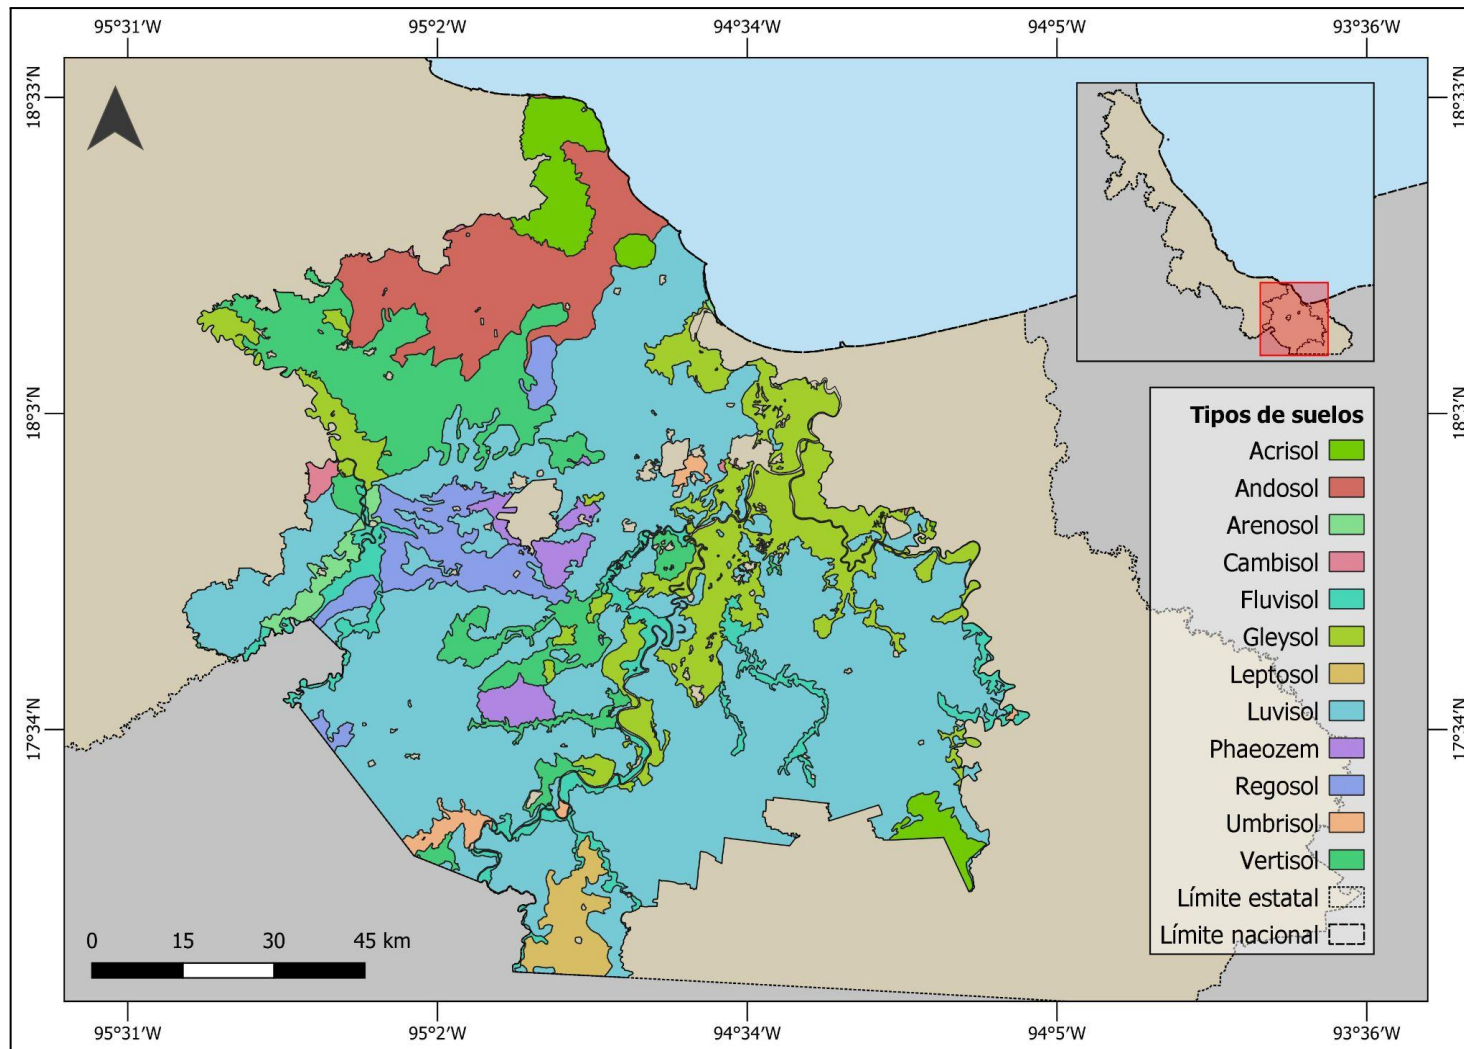 95°31′W 95°2′W 94°34′W 94°5′W 93°36′W
18°33′N 18°33′N
18°3′N 18°3′N
17°34′N 17°34′N
Tipos de suelos
Acrisol
Andosol
Arenosol
Cambisol
Fluvisol
Gleysol
Leptosol
Luvisol
Phaeozem
Regosol
Umbrisol
Vertisol
Límite estatal
Límite nacional
0 15 30 45 km
95°31′W 95°2′W 94°34′W 94°5′W 93°36′W